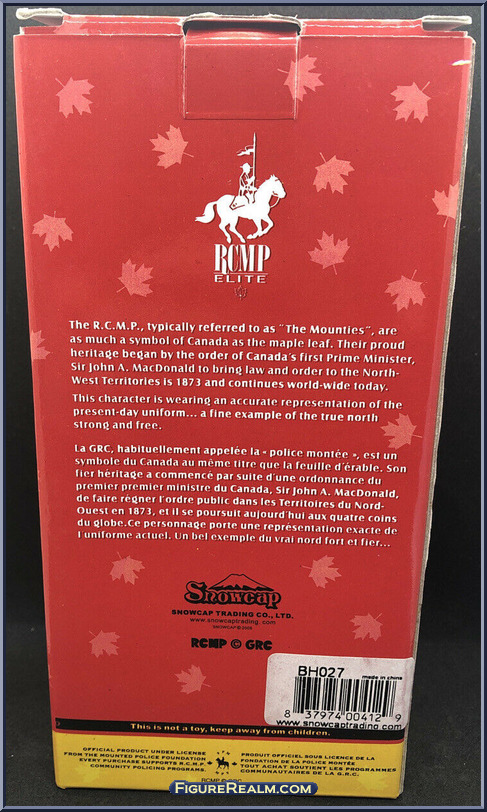 RCMP
ELITE
The R.C.M.P., typically referred to as "The Mounties", are
as much a symbol of Canada as the maple leaf. Their proud
heritage began by the order of Canada's first Prime Minister,
Sir John A. MacDonald to bring law and order to the North-
West Territories is 1873 and continues world-wide today.
This character is wearing an accurate representation of the
present-day uniform... a fine example of the true north
strong and free.
La GRC, habituellement appelée la « police montée », est un
symbole du Canada au même titre que la feuille d'érable. Son
fier héritage a commencé par suite d'une ordonnance du
premier premier ministre du Canada, Sir John A. MacDonald,
de faire régner l'ordre public dans les Territoires du Nord-
Ouest en 1873, et il se poursuit aujourd'hui aux quatre coins
du globe.Ce personnage porte une représentation exacte de
l'uniforme actuel. Un bel exemple du vrai nord fort et fier...
Snowcap
SNOWCAP TRADING CO., LTD.
www.snowcaptrading.com
RCMP © GRC
BH027
made in china
8 37974 00412 9
www.snowcaptrading.com
This is not a toy, keep away from children.
OFFICIAL PRODUCT UNDER LICENSE
FROM THE MOUNTED POLICE FOUNDATION
EVERY PURCHASE SUPPORTS R.C.M.P.
COMMUNITY POLICING PROGRAMS.
PRODUIT OFFICIEL SOUS LICENCE DE LA
FONDATION DE LA POLICE MONTÉE
TOUT ACHAT SOUTIENT LES PROGRAMMES
COMMUNAUTAIRES DE LA G.R.C.
FIGUREREALM.COM